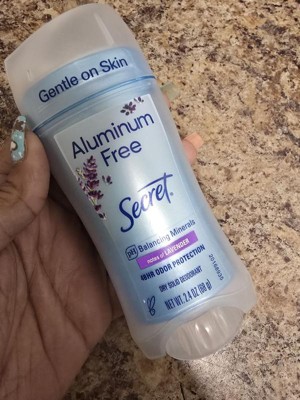 Gentle on Skin
Aluminum
Free
Secret
pH Balancing Minerals
notes of LAVENDER
48HR ODOR PROTECTION
DRY SOLID DEODORANT
NET WT. 2.4 OZ (68 g)